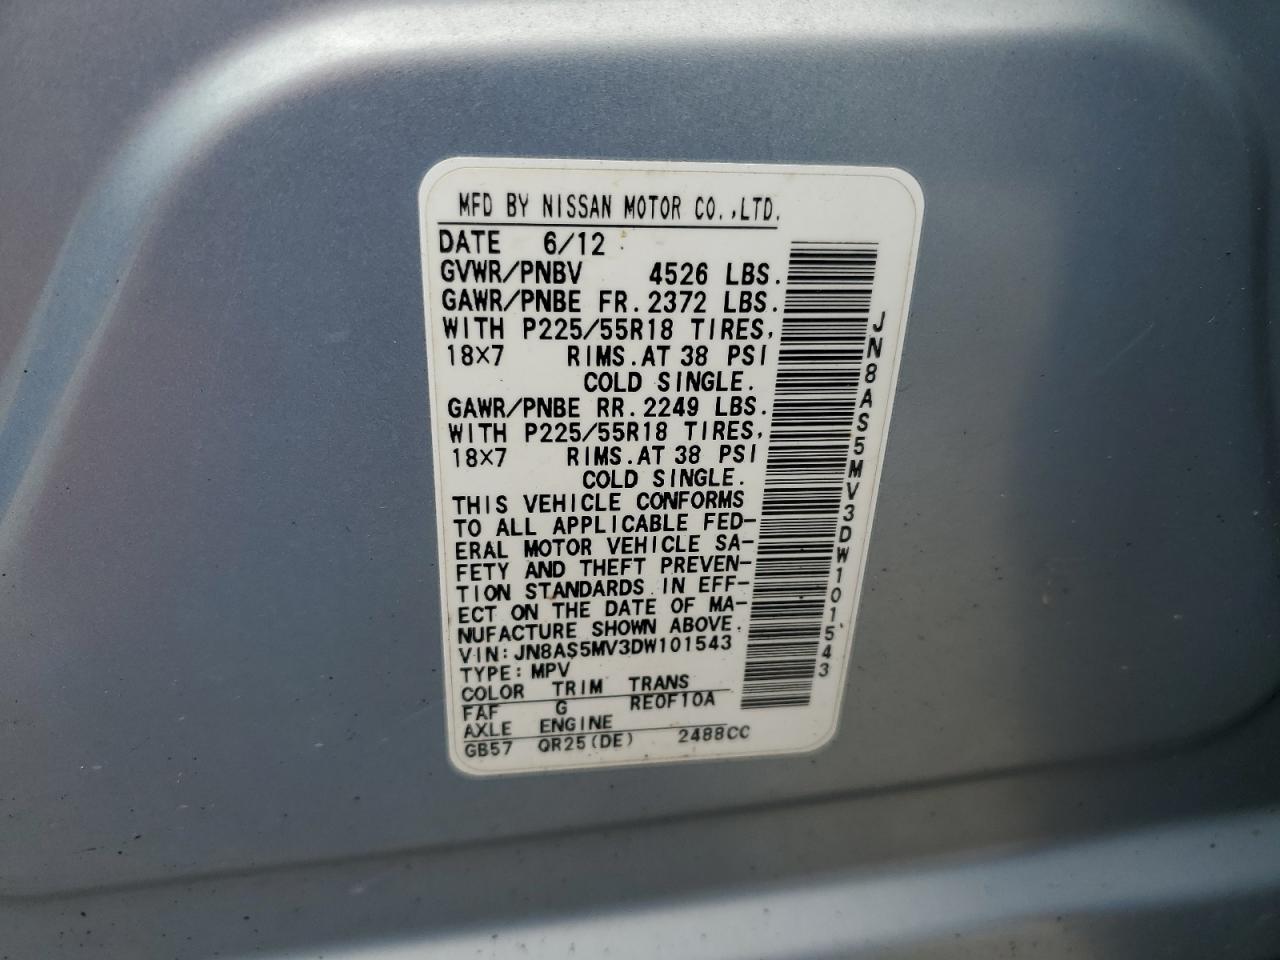 MFD BY NISSAN MOTOR CO.,LTD.
DATE 6/12
GVWR/PNBV 4526 LBS.
GAWR/PNBE FR.2372 LBS.
WITH P225/55R18 TIRES,
18×7 RIMS.AT 38 PSI
COLD SINGLE.
GAWR/PNBE RR.2249 LBS.
WITH P225/55R18 TIRES,
18×7 RIMS.AT 38 PSI
COLD SINGLE.
THIS VEHICLE CONFORMS
TO ALL APPLICABLE FED-
ERAL MOTOR VEHICLE SA-
FETY AND THEFT PREVEN-
TION STANDARDS IN EFF-
ECT ON THE DATE OF MA-
NUFACTURE SHOWN ABOVE.
VIN:JN8AS5MV3DW101543
TYPE:MPV
COLOR TRIM TRANS
FAF G RE0F10A
AXLE ENGINE
GB57 QR25(DE) 2488CC
JN8AS5MV3DW101543